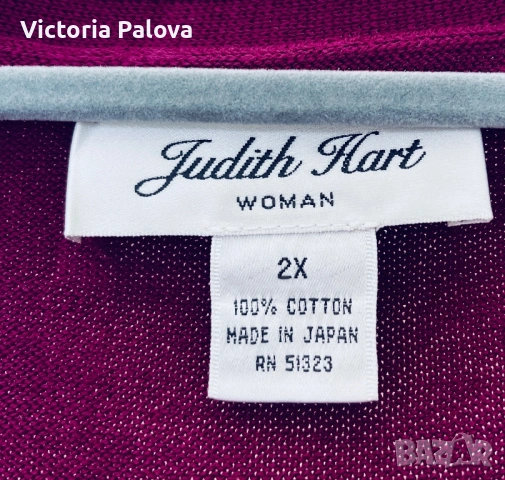 Victoria Palova
Judith Hart
WOMAN
2X
100% COTTON
MADE IN JAPAN
RN 51323
BAZAR